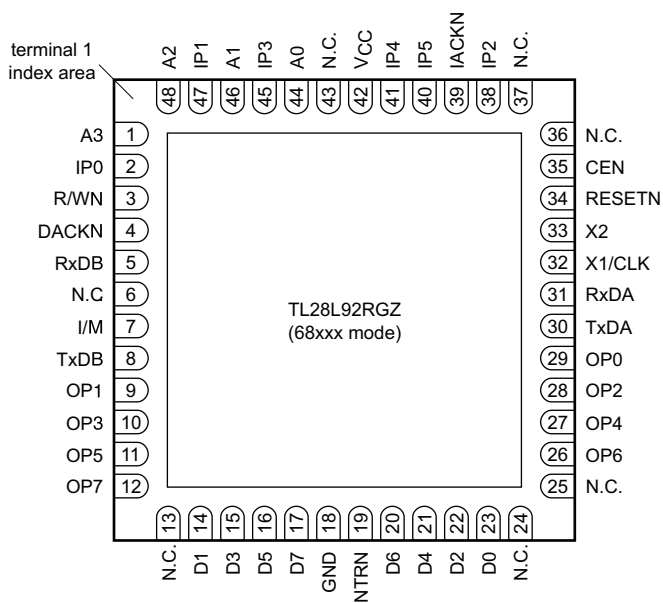 terminal 1
index area
A2 IP1 A1 IP3 A0 N.C. VCC IP4 IP5 IACKN IP2 N.C.
48 47 46 45 44 43 42 41 40 39 38 37
A3 1 36 N.C.
IP0 2 35 CEN
R/WN 3 34 RESETN
DACKN 4 33 X2
RxDB 5 32 X1/CLK
N.C 6 31 RxDA
I/M 7 30 TxDA
TxDB 8 29 OP0
OP1 9 28 OP2
OP3 10 27 OP4
OP5 11 26 OP6
OP7 12 25 N.C.
TL28L92RGZ
(68xxx mode)
13 14 15 16 17 18 19 20 21 22 23 24
N.C. D1 D3 D5 D7 GND NTRN D6 D4 D2 D0 N.C.